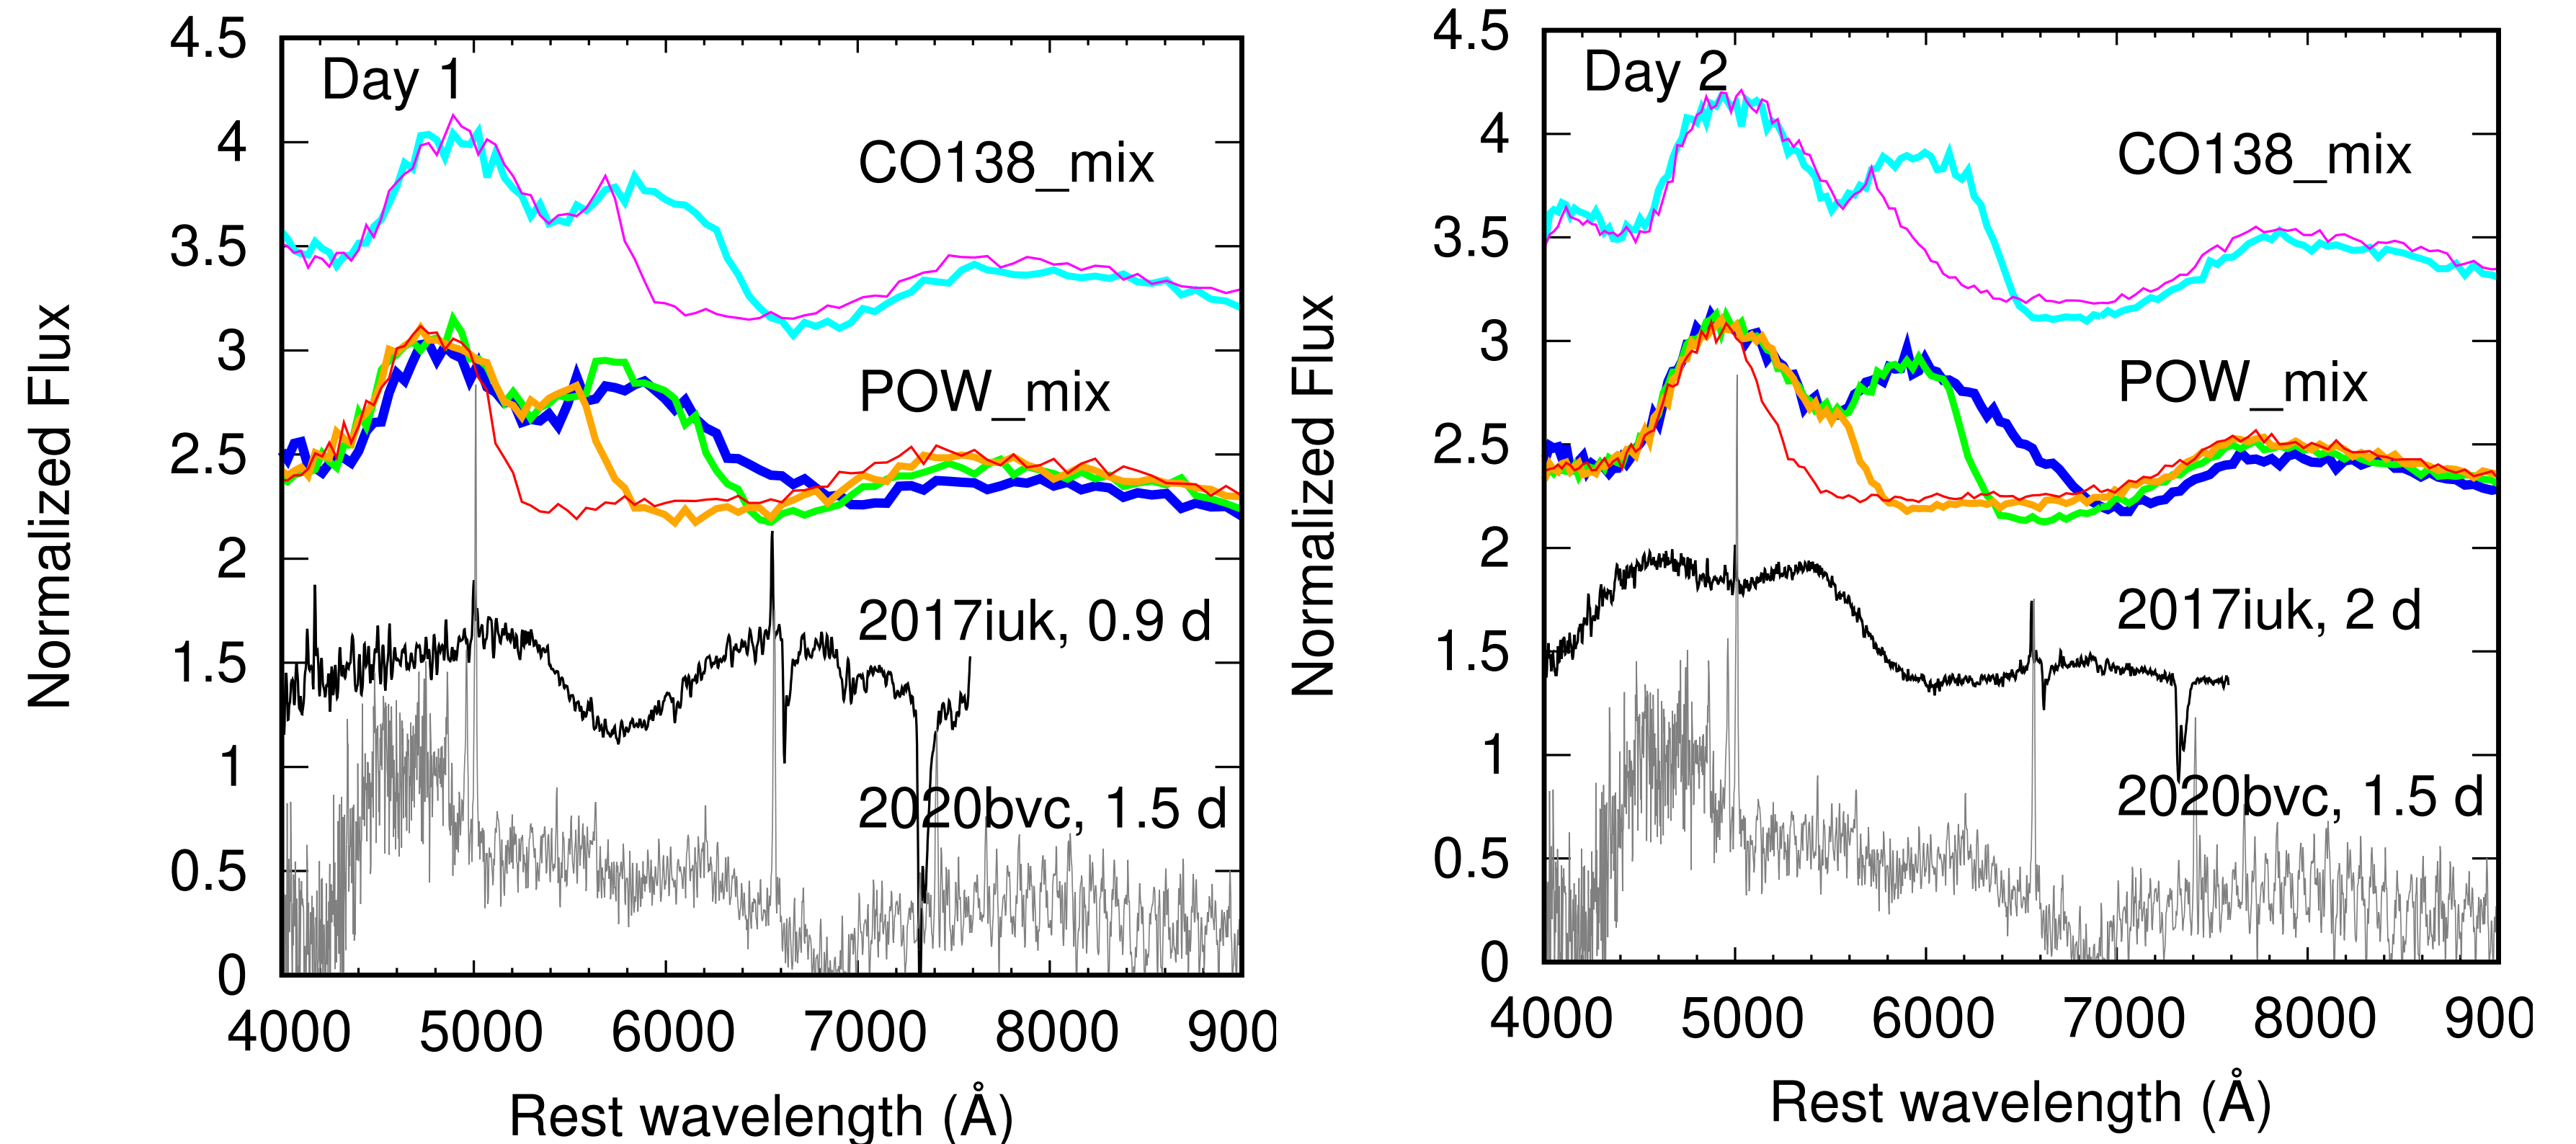 4.5
4
3.5
3
2.5
2
1.5
1
0.5
0
Normalized Flux
Day 1
CO138_mix
POW_mix
2017iuk, 0.9 d
2020bvc, 1.5 d
4000 5000 6000 7000 8000 900
Rest wavelength (Å)
4.5
4
3.5
3
2.5
2
1.5
1
0.5
0
Normalized Flux
Day 2
CO138_mix
POW_mix
2017iuk, 2 d
2020bvc, 1.5 d
4000 5000 6000 7000 8000 900
Rest wavelength (Å)